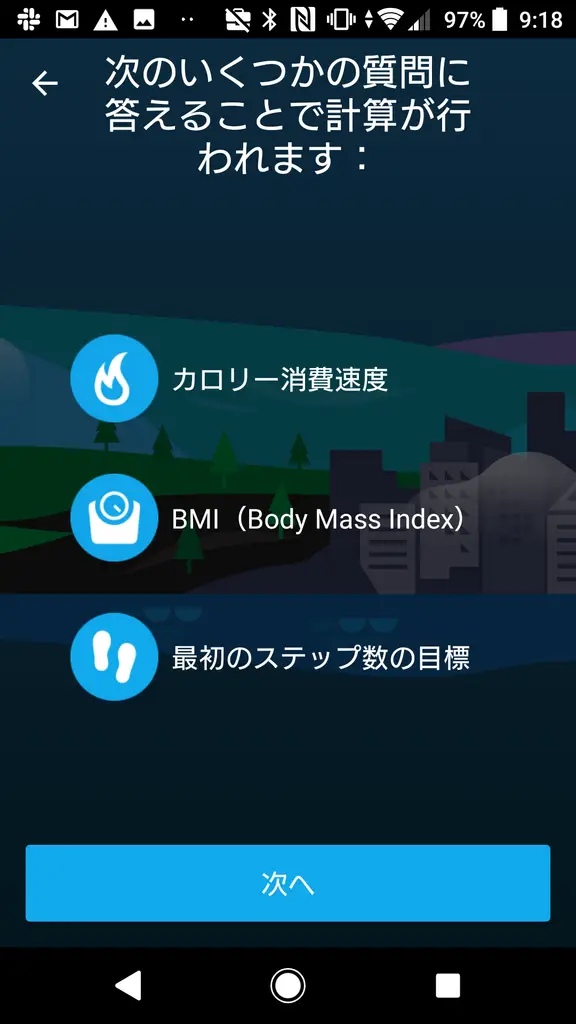 97% 9:18
次のいくつかの質問に
答えることで計算が行
われます：
カロリー消費速度
BMI（Body Mass Index）
最初のステップ数の目標
次へ